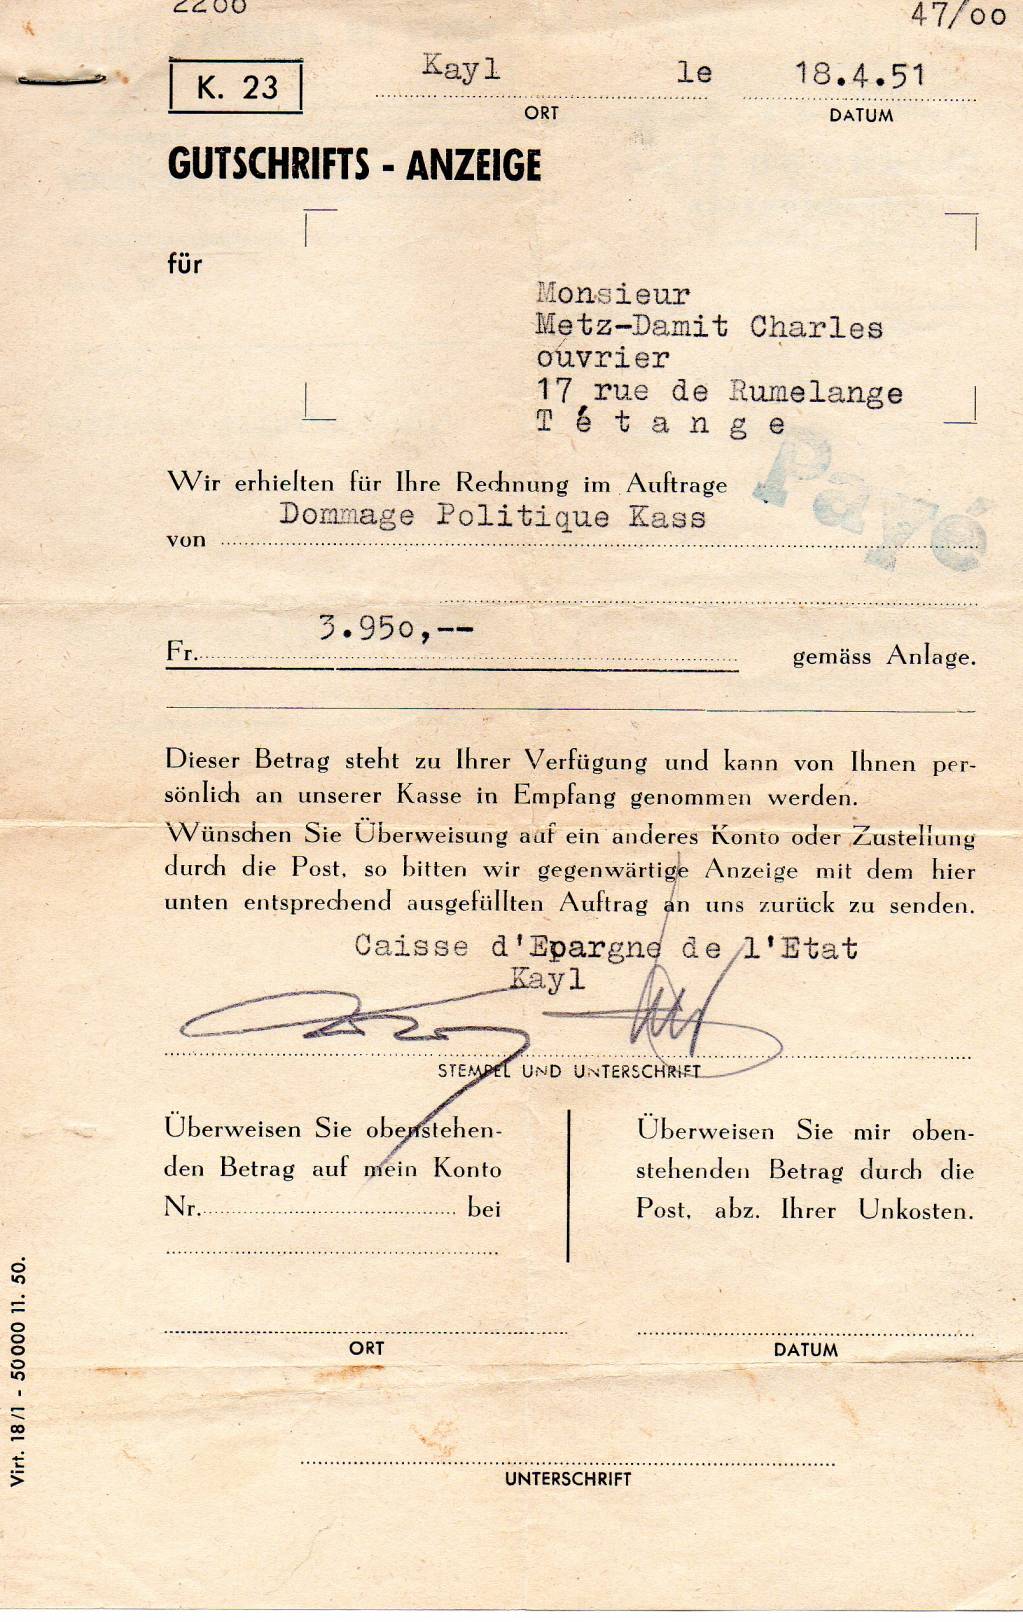 2200
47/00
K. 23
Kayl le 18.4.51
ORT DATUM
GUTSCHRIFTS - ANZEIGE
für
Monsieur
Metz-Damit Charles
ouvrier
17 rue de Rumelange
Tétange
Payé
Wir erhielten für Ihre Rechnung im Auftrage
Dommage Politique Kass
von
3.950,--
Fr. gemäss Anlage.
Dieser Betrag steht zu Ihrer Verfügung und kann von Ihnen per-
sönlich an unserer Kasse in Empfang genommen werden.
Wünschen Sie Überweisung auf ein anderes Konto oder Zustellung
durch die Post, so bitten wir gegenwärtige Anzeige mit dem hier
unten entsprechend ausgefüllten Auftrag an uns zurück zu senden.
Caisse d'Epargne de l'Etat
Kayl
STEMPEL UND UNTERSCHRIFT
Überweisen Sie obenstehen-
den Betrag auf mein Konto
Nr. bei
Überweisen Sie mir oben-
stehenden Betrag durch die
Post, abz. Ihrer Unkosten.
ORT DATUM
UNTERSCHRIFT
Virt. 18/1 - 50000 11. 50.